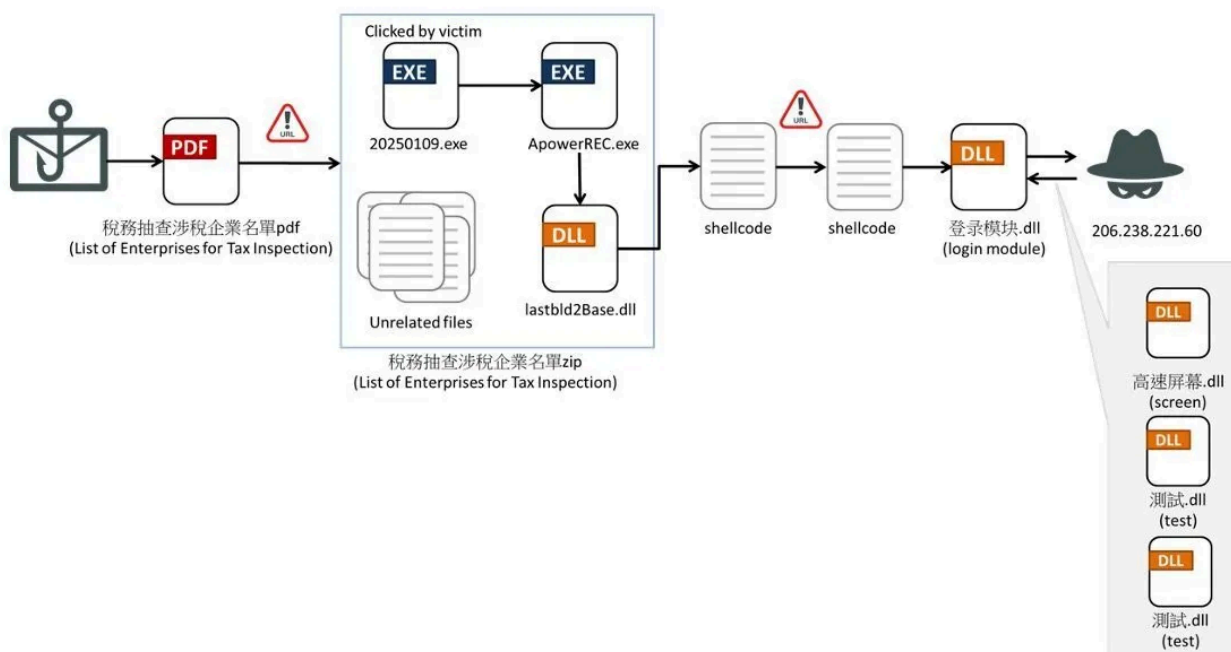 Clicked by victim
EXE
EXE
20250109.exe
ApowerREC.exe
PDF
URL
稅務抽查涉稅企業名單pdf
(List of Enterprises for Tax Inspection)
Unrelated files
DLL
lastbld2Base.dll
稅務抽查涉稅企業名單zip
(List of Enterprises for Tax Inspection)
shellcode
URL
shellcode
DLL
登录模块.dll
(login module)
206.238.221.60
DLL
高速屏幕.dll
(screen)
DLL
測試.dll
(test)
DLL
測試.dll
(test)